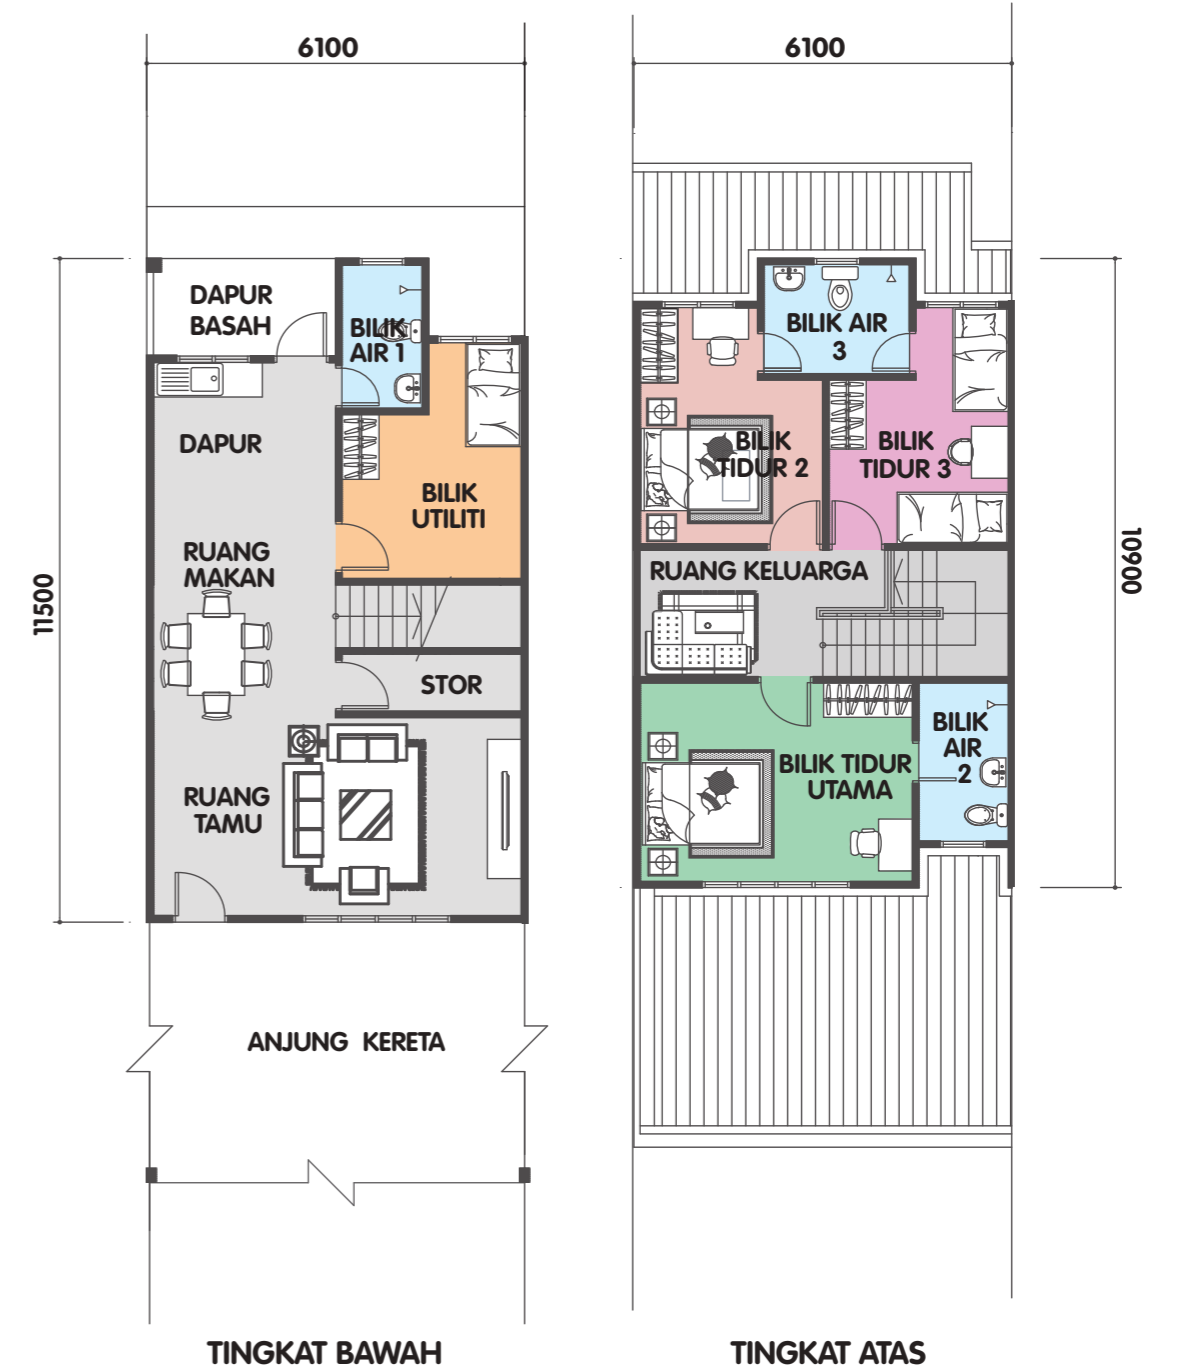 6100
11500
DAPUR
BASAH
BILIK
AIR 1
DAPUR
BILIK
UTILITI
RUANG
MAKAN
STOR
RUANG
TAMU
ANJUNG KERETA
TINGKAT BAWAH
6100
10900
BILIK AIR
3
BILIK
TIDUR 2
BILIK
TIDUR 3
RUANG KELUARGA
BILIK
AIR
2
BILIK TIDUR
UTAMA
TINGKAT ATAS